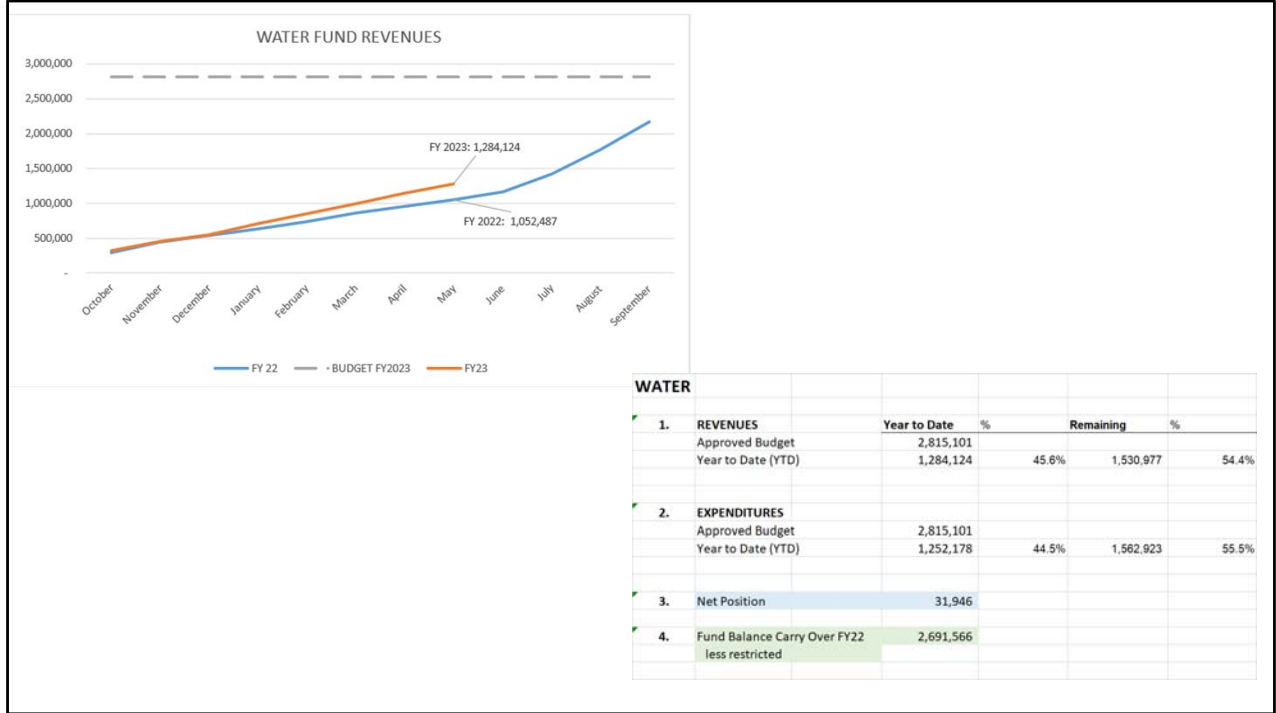 WATER FUND REVENUES
3,000,000
2,500,000
2,000,000
1,500,000
1,000,000
500,000
-
FY 2023: 1,284,124
FY 2022: 1,052,487
October
November
December
January
February
March
April
May
June
July
August
September
FY 22
- BUDGET FY2023
FY23
WATER
1. REVENUES Year to Date % Remaining %
Approved Budget 2,815,101
Year to Date (YTD) 1,284,124 45.6% 1,530,977 54.4%
2. EXPENDITURES
Approved Budget 2,815,101
Year to Date (YTD) 1,252,178 44.5% 1,562,923 55.5%
3. Net Position 31,946
4. Fund Balance Carry Over FY22 2,691,566
less restricted